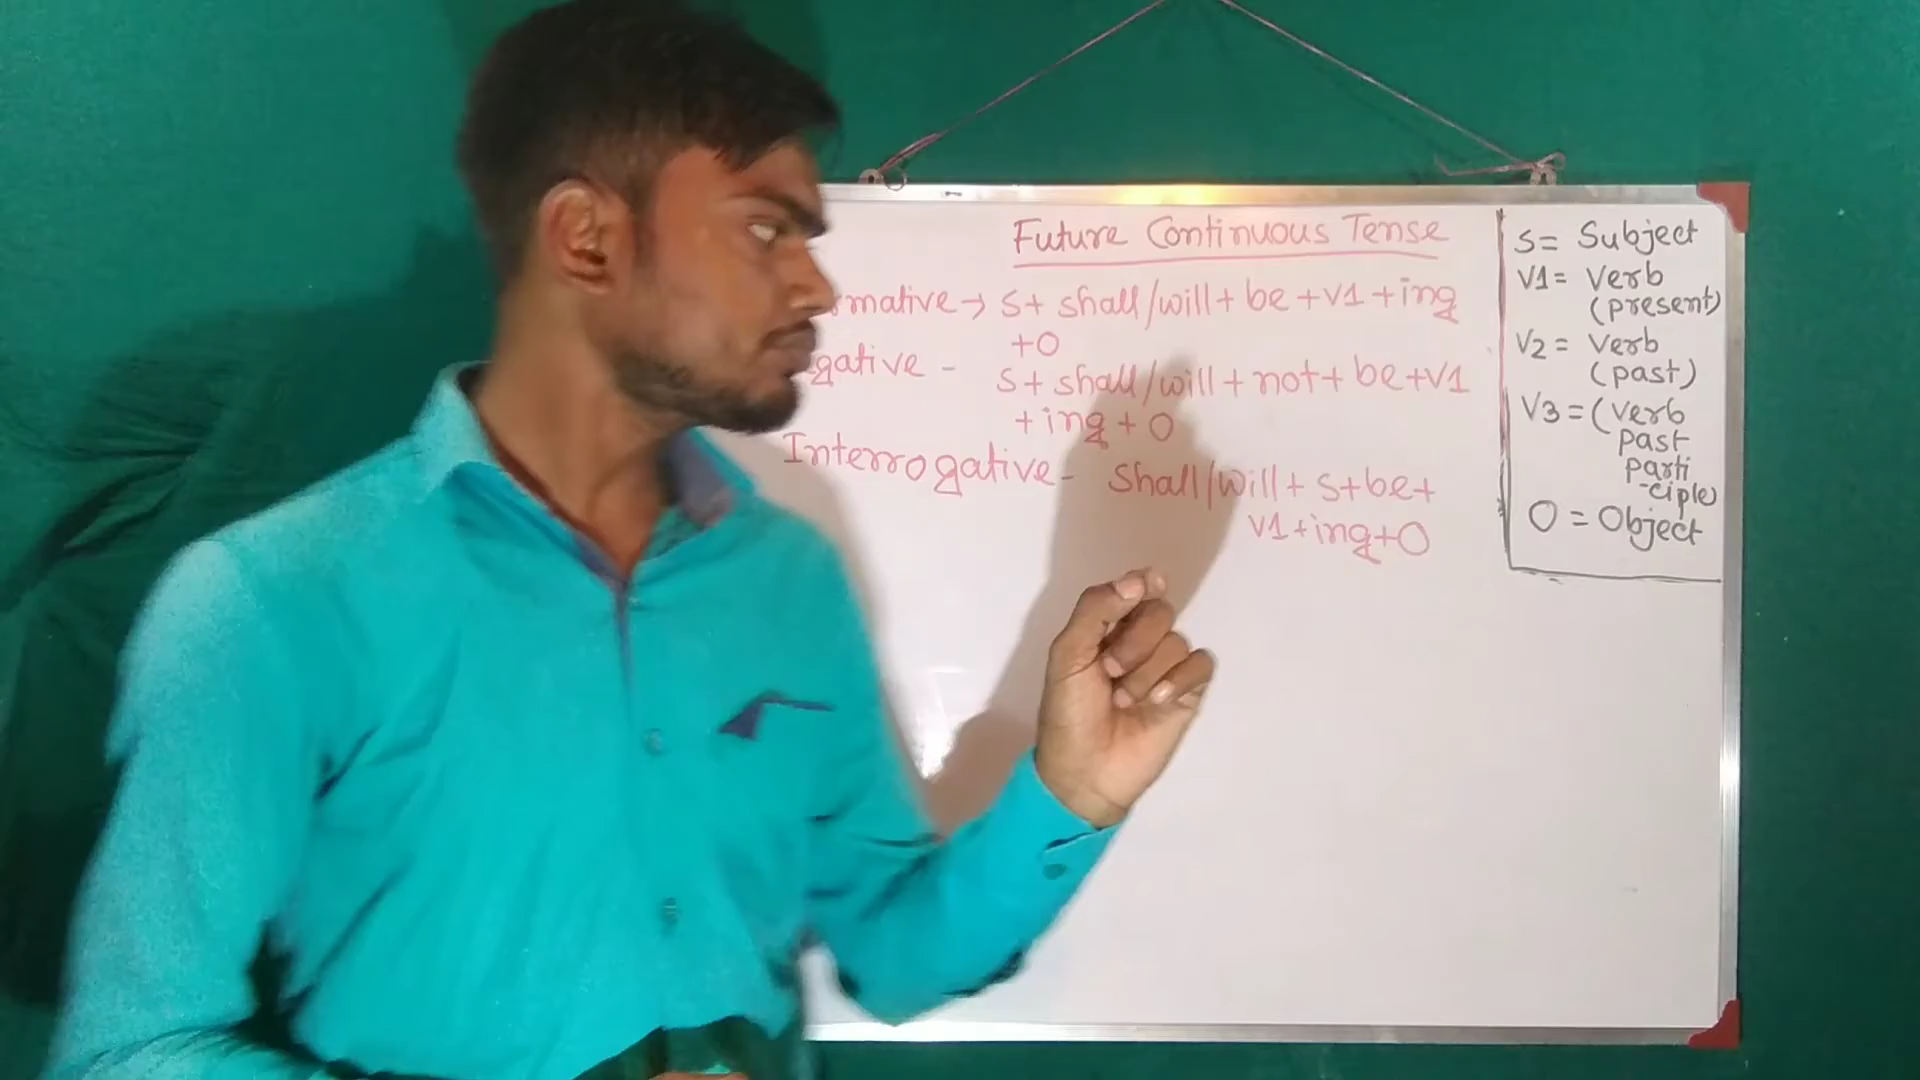 Future Continuous Tense
rmative → S+ shall/will+ be +V1 +ing
+O
gative - S+ shall/will + not+ be+V1
+ing+O
Interrogative - Shall/will+ S+be+
V1+ing+O
S= Subject
V1= Verb
(present)
V2= Verb
(past)
V3=(Verb
past
parti
-ciple)
O=Object